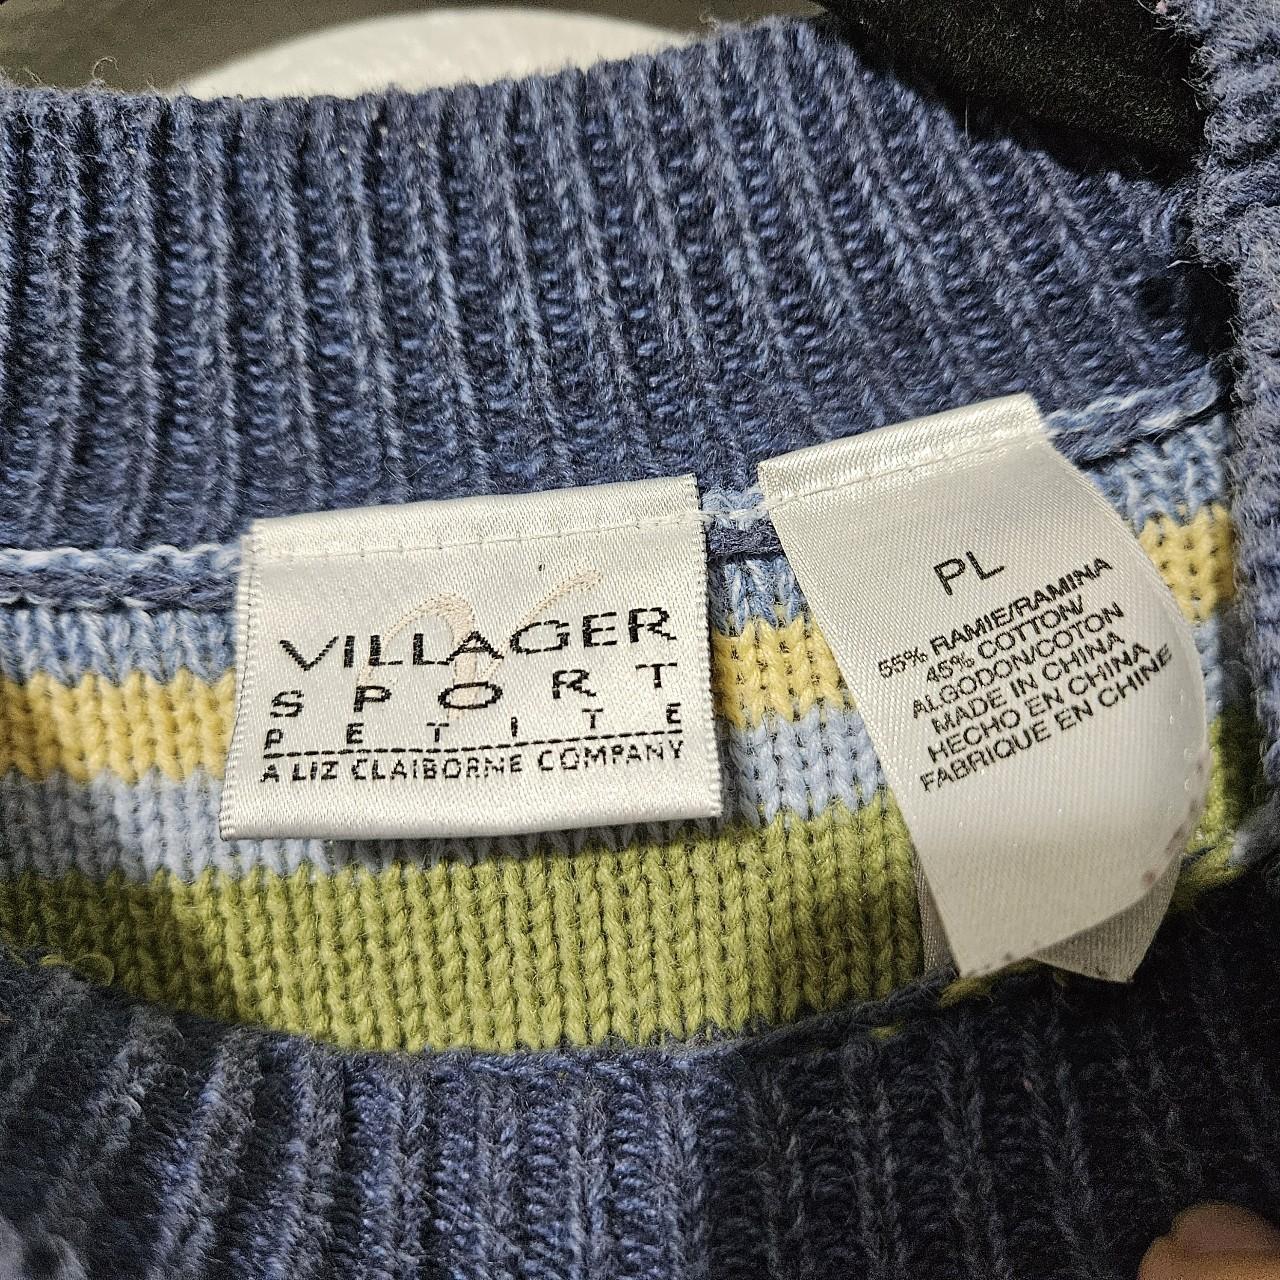 VILLAGER
SPORT
PETITE
A LIZ CLAIBORNE COMPANY
PL
55% RAMIE/RAMINA
45% COTTON/
ALGODON/COTON
MADE IN CHINA
HECHO EN CHINA
FABRIQUE EN CHINE